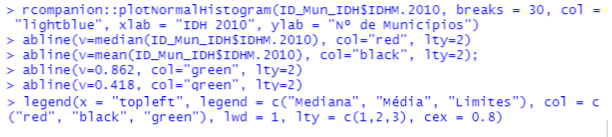 > rcompanion::plotNormalHistogram(ID_Mun_IDH$IDHM.2010, breaks = 30, col =
 "lightblue", xlab = "IDH 2010", ylab = "Nº de Municípios")
> abline(v=median(ID_Mun_IDH$IDHM.2010), col="red", lty=2)
> abline(v=mean(ID_Mun_IDH$IDHM.2010), col="black", lty=2);
> abline(v=0.862, col="green", lty=2)
> abline(v=0.418, col="green", lty=2)
> legend(x = "topleft", legend = c("Mediana", "Média", "Limites"), col = c
("red", "black", "green"), lwd = 1, lty = c(1,2,3), cex = 0.8)